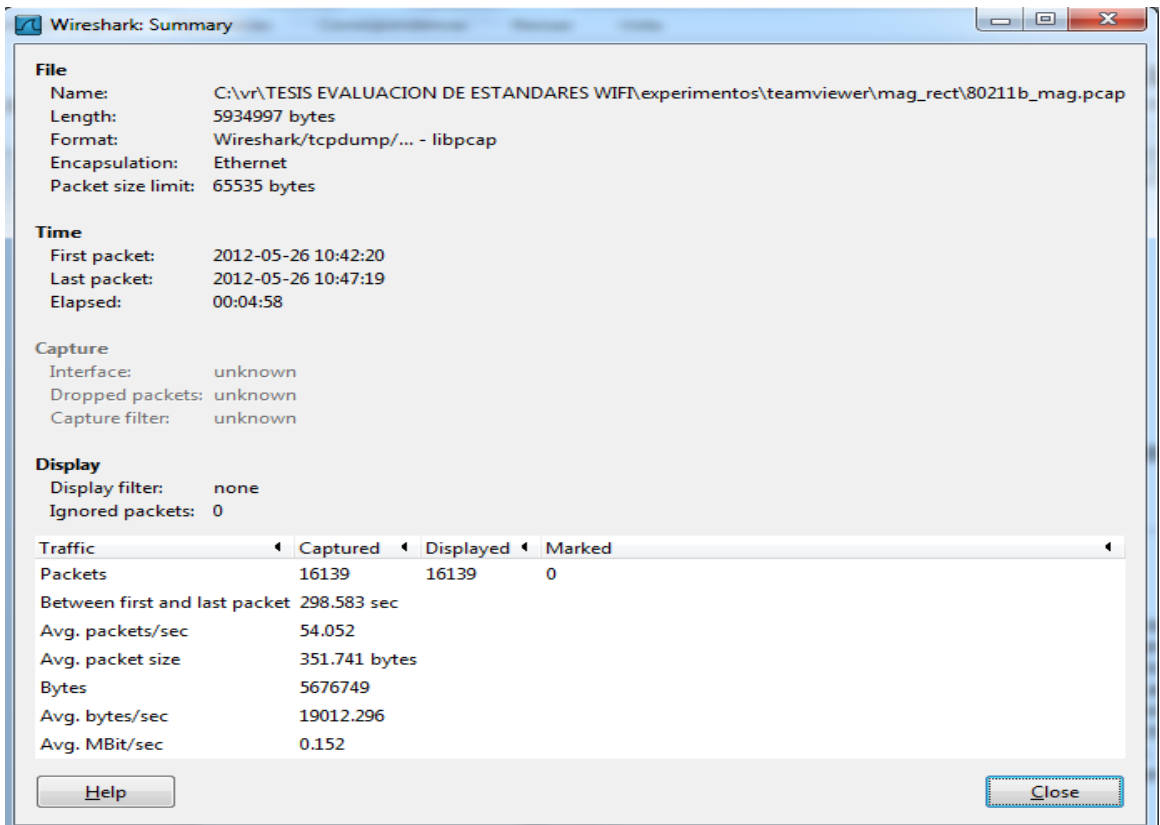 Wireshark: Summary
File
Name: C:\vr\TESIS EVALUACION DE ESTANDARES WIFI\experimentos\teamviewer\mag_rect\80211b_mag.pcap
Length: 5934997 bytes
Format: Wireshark/tcpdump/... - libpcap
Encapsulation: Ethernet
Packet size limit: 65535 bytes
Time
First packet: 2012-05-26 10:42:20
Last packet: 2012-05-26 10:47:19
Elapsed: 00:04:58
Capture
Interface: unknown
Dropped packets: unknown
Capture filter: unknown
Display
Display filter: none
Ignored packets: 0
Traffic Captured Displayed Marked
Packets 16139 16139 0
Between first and last packet 298.583 sec
Avg. packets/sec 54.052
Avg. packet size 351.741 bytes
Bytes 5676749
Avg. bytes/sec 19012.296
Avg. MBit/sec 0.152
Help Close